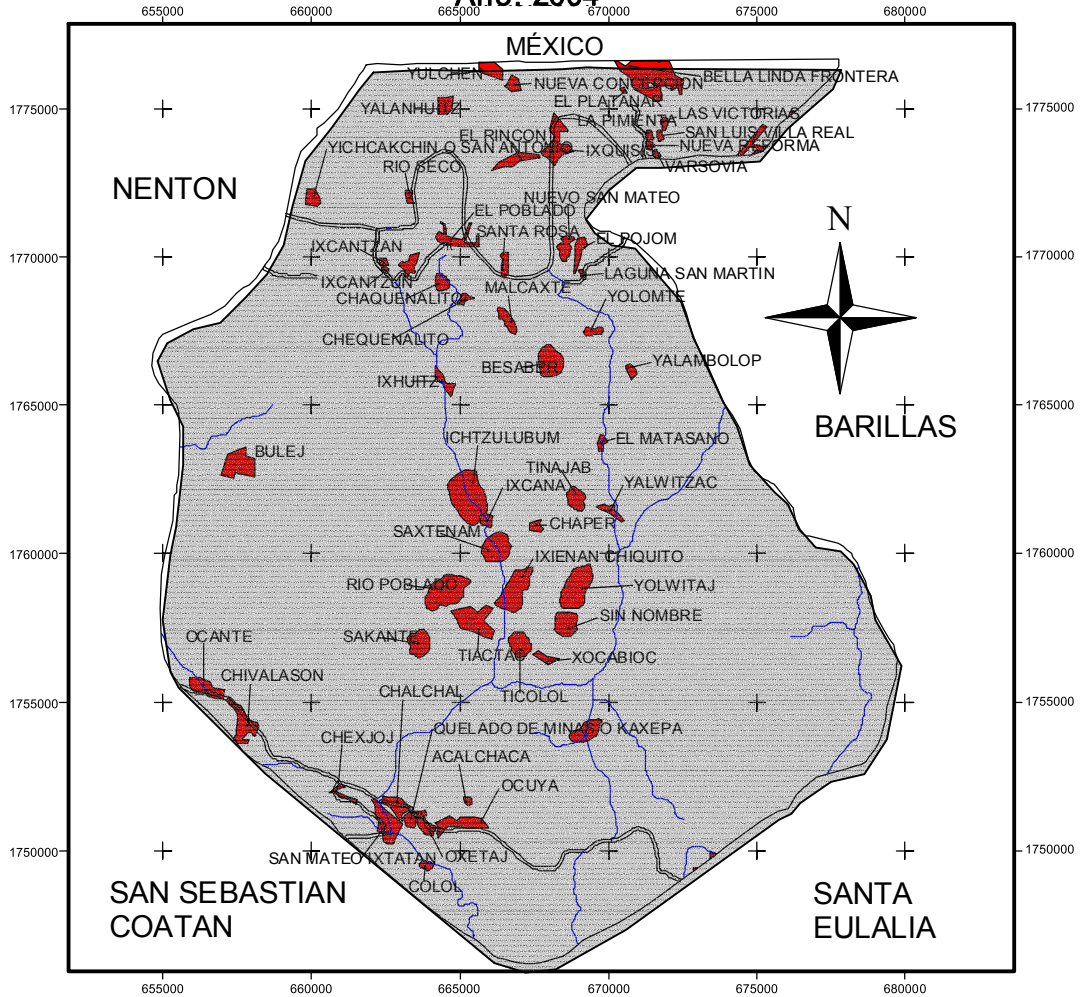 Año: 2004
655000 660000 665000 670000 675000 680000
MÉXICO
YULCHEN
BELLA LINDA FRONTERA
NUEVA CONCEPCION
1775000
EL PLATANAR
1775000
YALANHUITZ
LAS VICTORIAS
LA PIMIENTA
EL RINCON
SAN LUIS VILLA REAL
YICHCAKCHIN O SAN ANTONIO
IXQUISIS
NUEVA REFORMA
RIO SECO
VARSOVIA
NENTON
NUEVO SAN MATEO
N
EL POBLADO
SANTA ROSA
EL POJOM
IXCANTZAN
1770000
1770000
LAGUNA SAN MARTIN
IXCANTZUN
MALCAXTE
CHAQUENALITO
YOLOMTE
CHEQUENALITO
YALAMBOLOP
BESABER
IXHUITZ
1765000
1765000
BARILLAS
ICHTZULUBUM
EL MATASANO
BULEJ
TINAJAB
IXCANA
YALWITZAC
CHAPER
SAXTENAM
1760000
IXIENAN CHIQUITO
1760000
RIO POBLADO
YOLWITAJ
SIN NOMBRE
OCANTE
SAKANTE
TIACTAC
XOCABIOC
CHIVALASON
CHALCHAL
TICOLOL
1755000
1755000
QUELADO DE MINAS O KAXEPA
CHEXJOJ
ACALCHACA
OCUYA
1750000
1750000
SAN MATEO IXTATAN
OXETAJ
COLOL
SAN SEBASTIAN
COATAN
SANTA
EULALIA
655000 660000 665000 670000 675000 680000